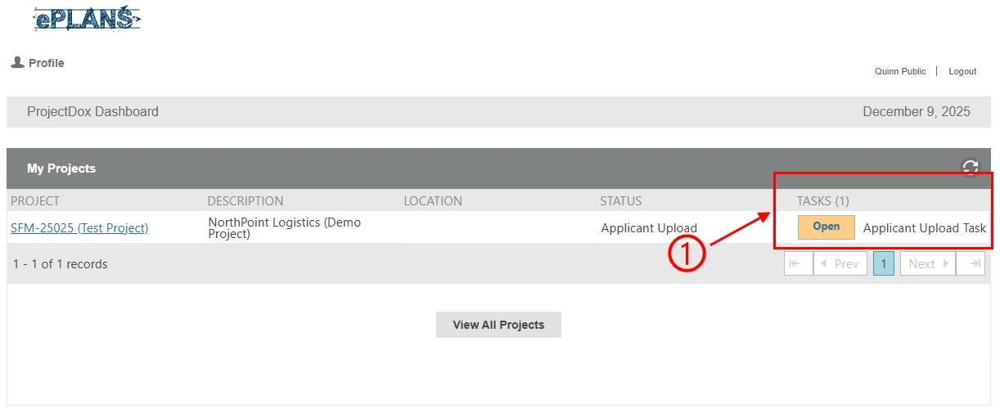 ePLANS
Profile
Quinn Public | Logout
ProjectDox Dashboard December 9, 2025
My Projects
PROJECT DESCRIPTION LOCATION STATUS TASKS (1)
SFM-25025 (Test Project) NorthPoint Logistics (Demo Project) Applicant Upload Open Applicant Upload Task
1
1 - 1 of 1 records Prev 1 Next
View All Projects